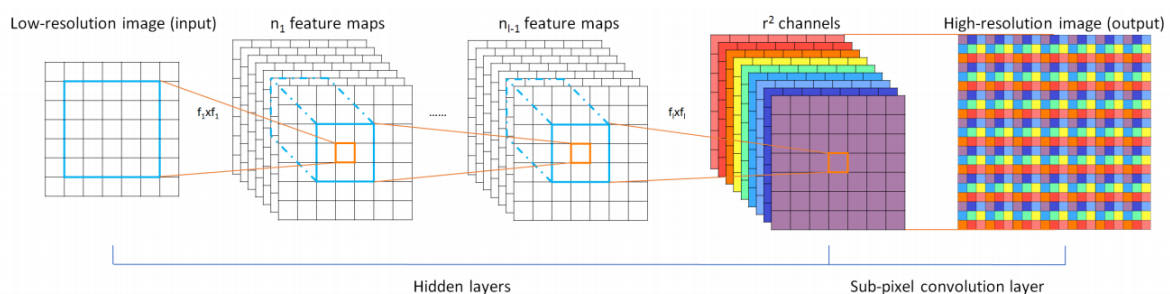 Low-resolution image (input)
n₁ feature maps
nₗ₋₁ feature maps
r² channels
High-resolution image (output)
f₁xf₁
......
fₗxfₗ
Hidden layers
Sub-pixel convolution layer